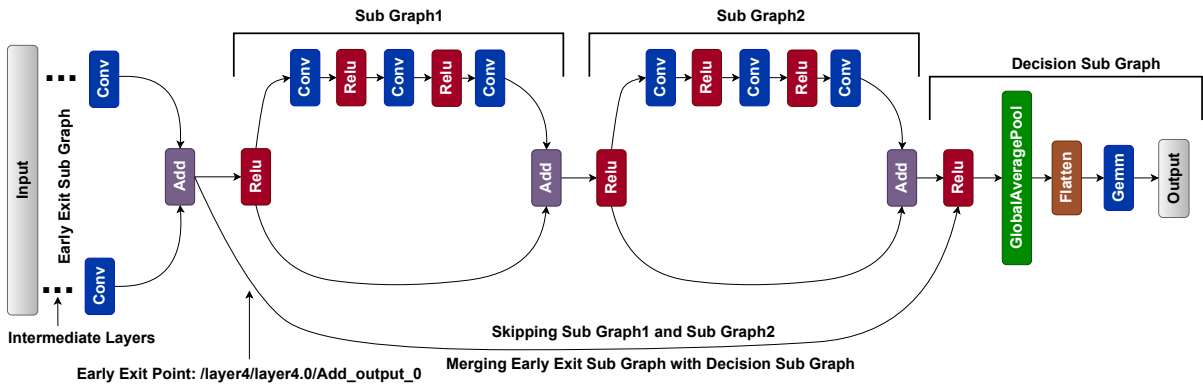 Sub Graph1
Sub Graph2
Decision Sub Graph
Input
Early Exit Sub Graph
Conv
Conv
Add
Relu
Conv
Relu
Conv
Relu
Conv
Add
Relu
Conv
Relu
Conv
Relu
Conv
Add
Relu
GlobalAveragePool
Flatten
Gemm
Output
Intermediate Layers
Skipping Sub Graph1 and Sub Graph2
Merging Early Exit Sub Graph with Decision Sub Graph
Early Exit Point: /layer4/layer4.0/Add_output_0